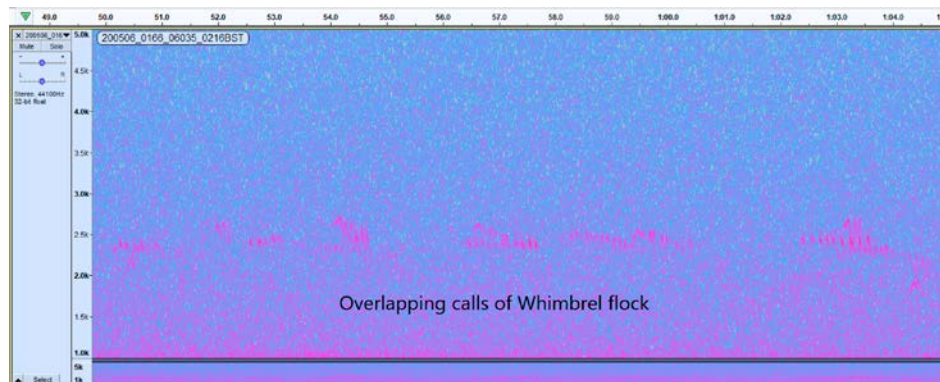 49.0 50.0 51.0 52.0 53.0 54.0 55.0 56.0 57.0 58.0 59.0 1:00.0 1:01.0 1:02.0 1:03.0 1:04.0
200506_016
5.0k
200506_0166_06035_0216BST
Mute Solo
- +
L R
4.5k
Stereo, 44100Hz
32-bit float
4.0k
3.5k
3.0k
2.5k
2.0k
1.5k
Overlapping calls of Whimbrel flock
1.0k
5k
Select
1k